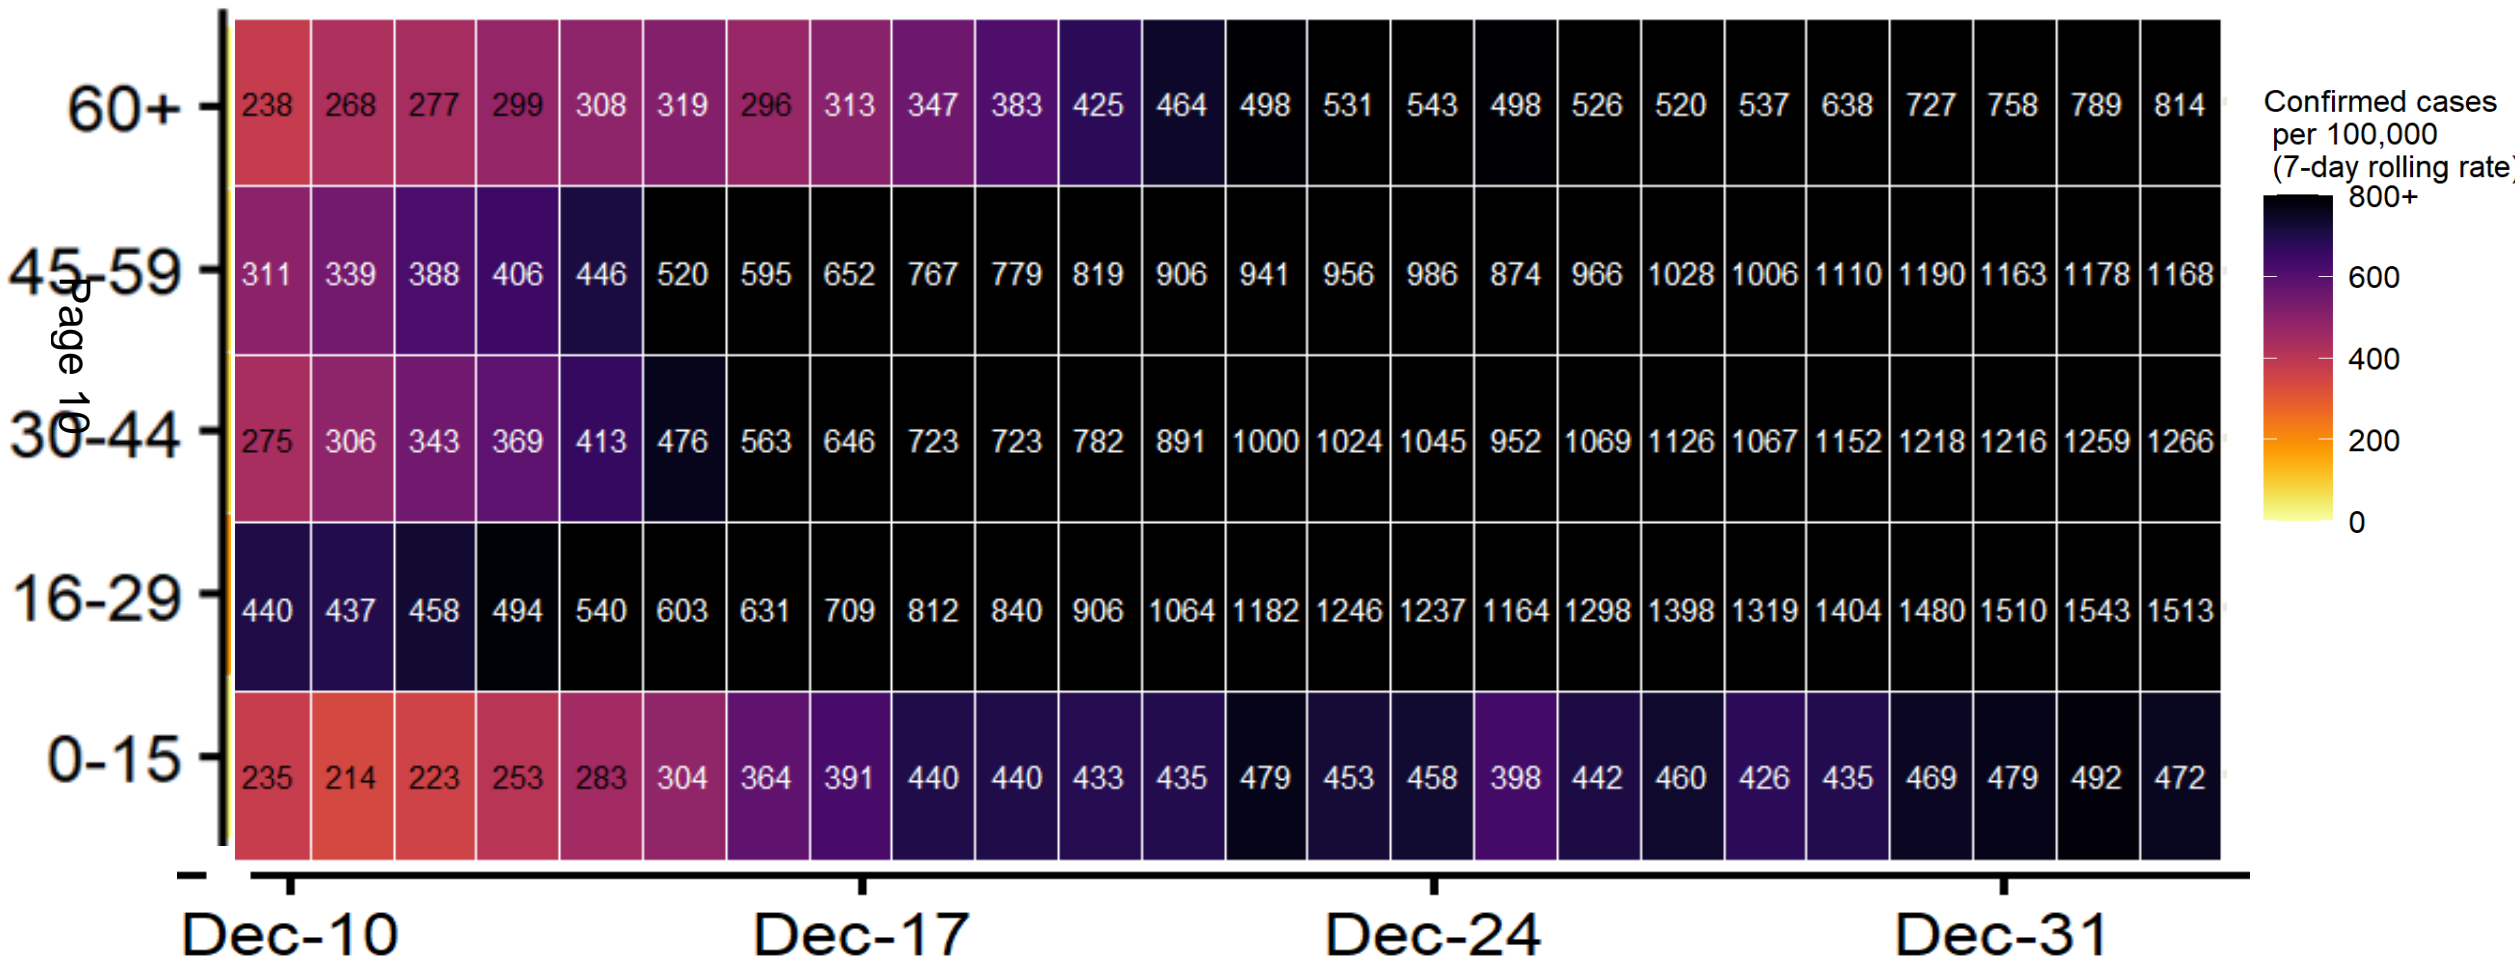 60+ 238 268 277 299 308 319 296 313 347 383 425 464 498 531 543 498 526 520 537 638 727 758 789 814
45-59 311 339 388 406 446 520 595 652 767 779 819 906 941 956 986 874 966 1028 1006 1110 1190 1163 1178 1168
30-44 275 306 343 369 413 476 563 646 723 723 782 891 1000 1024 1045 952 1069 1126 1067 1152 1218 1216 1259 1266
16-29 440 437 458 494 540 603 631 709 812 840 906 1064 1182 1246 1237 1164 1298 1398 1319 1404 1480 1510 1543 1513
0-15 235 214 223 253 283 304 364 391 440 440 433 435 479 453 458 398 442 460 426 435 469 479 492 472
Dec-10 Dec-17 Dec-24 Dec-31
Page 10
Confirmed cases
per 100,000
(7-day rolling rate)
800+
600
400
200
0